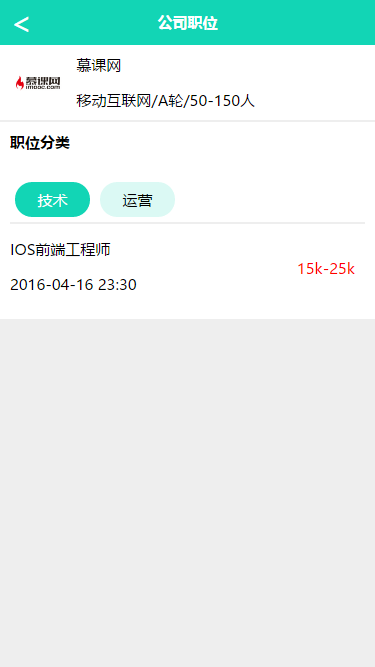 <
公司职位
慕课网
imooc.com
慕课网
移动互联网/A轮/50-150人
职位分类
技术
运营
IOS前端工程师
15k-25k
2016-04-16 23:30